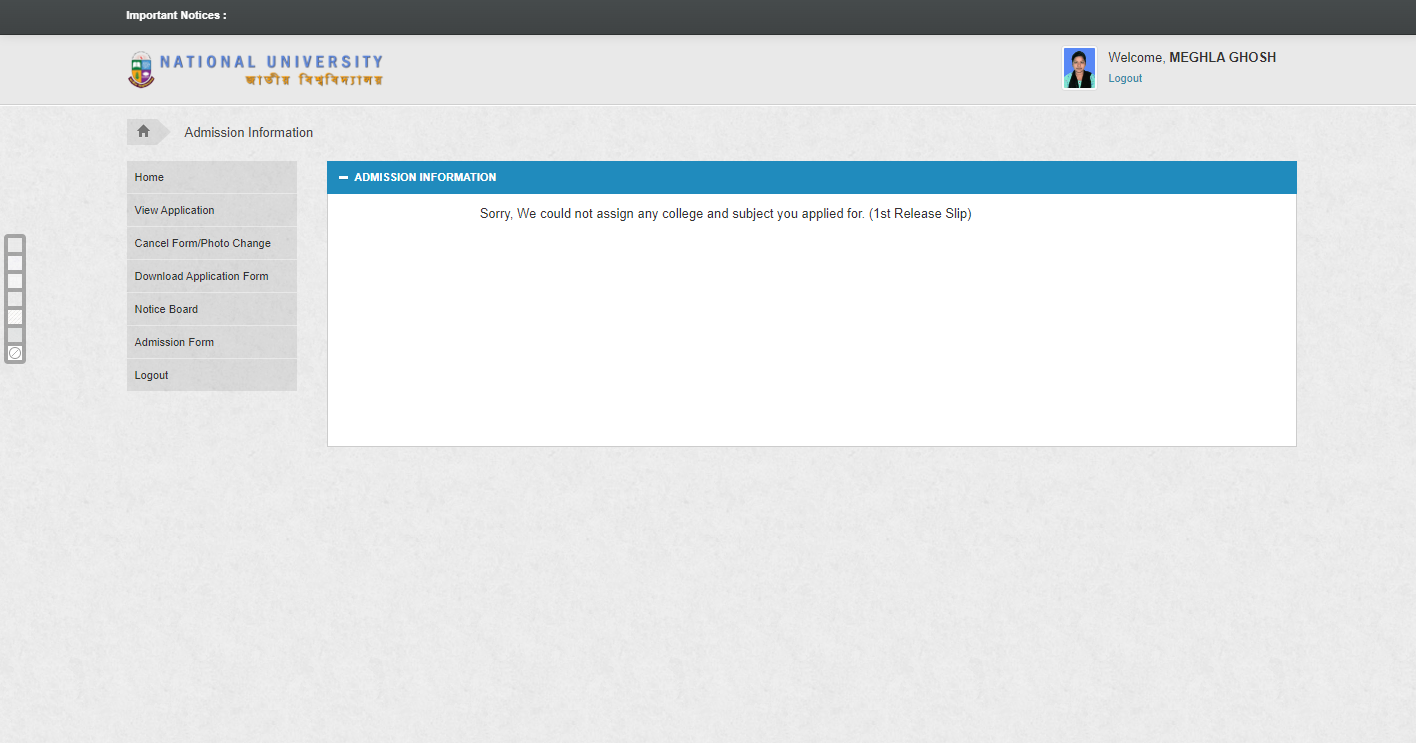 Important Notices :
NATIONAL UNIVERSITY
জাতীয় বিশ্ববিদ্যালয়
Welcome, MEGHLA GHOSH
Logout
Admission Information
Home
View Application
Cancel Form/Photo Change
Download Application Form
Notice Board
Admission Form
Logout
ADMISSION INFORMATION
Sorry, We could not assign any college and subject you applied for. (1st Release Slip)